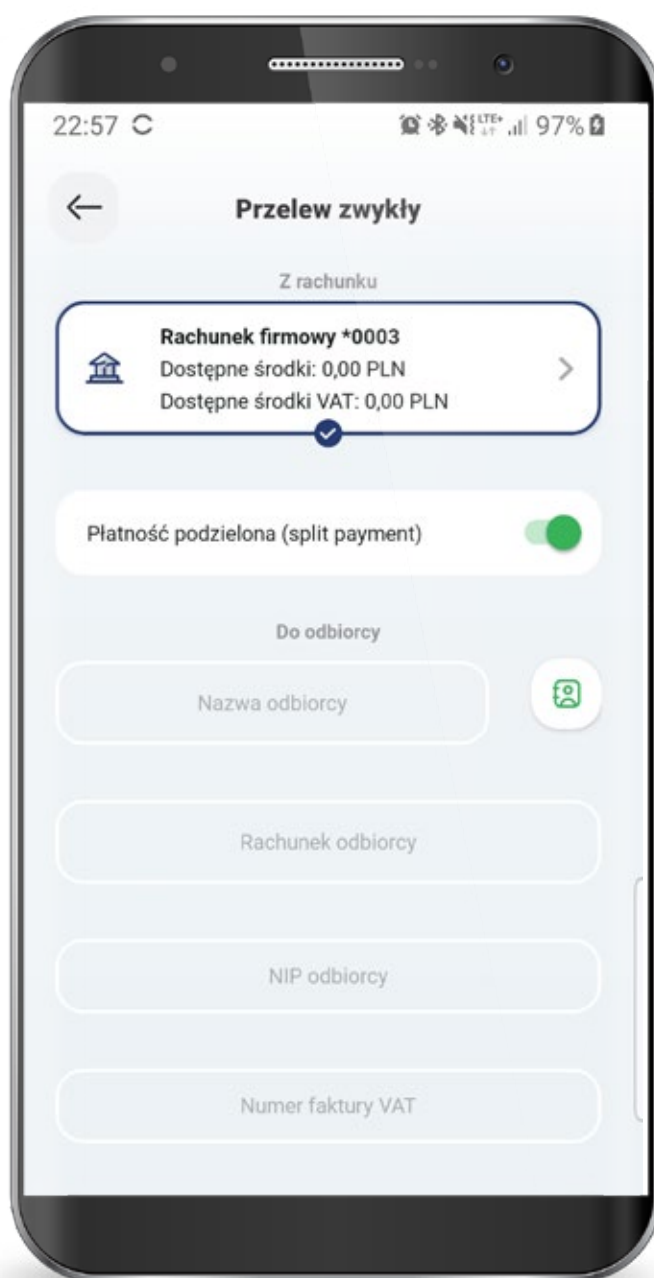 22:57
LTE+
97%
Przelew zwykły
Z rachunku
Rachunek firmowy *0003
Dostępne środki: 0,00 PLN
Dostępne środki VAT: 0,00 PLN
Płatność podzielona (split payment)
Do odbiorcy
Nazwa odbiorcy
Rachunek odbiorcy
NIP odbiorcy
Numer faktury VAT